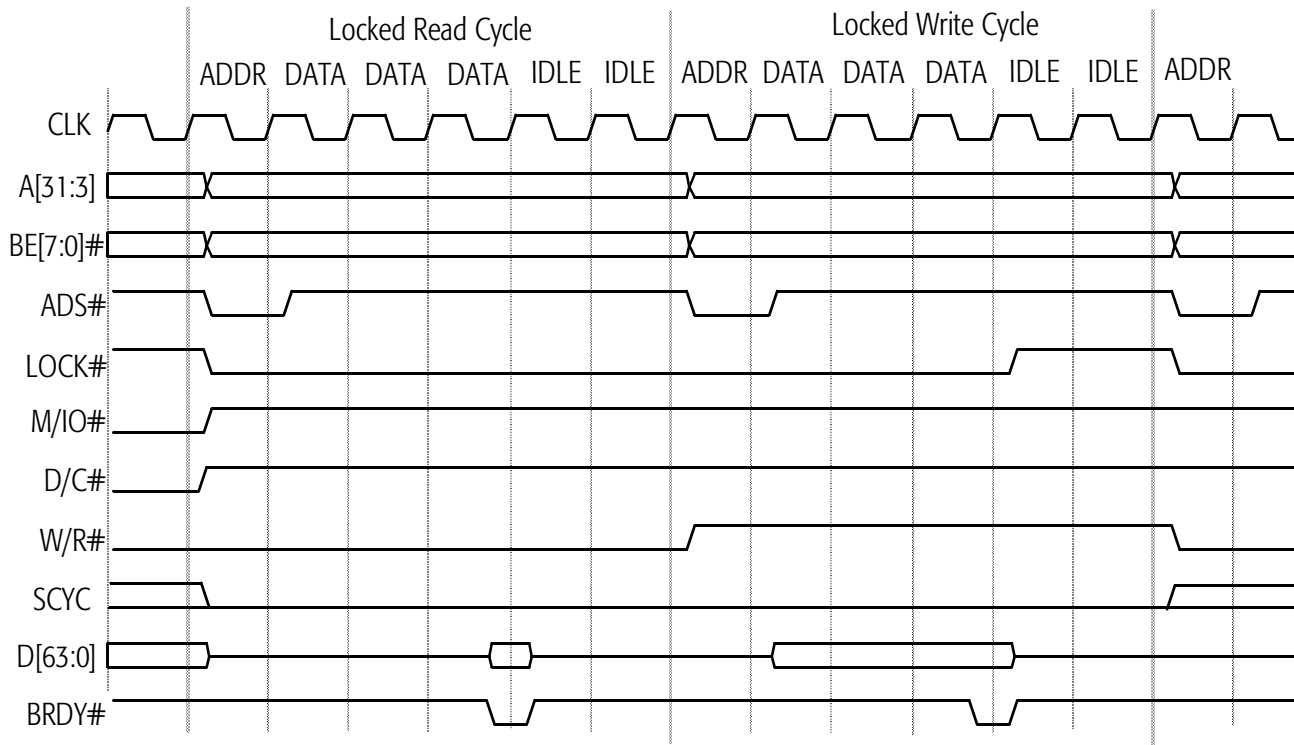 Locked Read Cycle Locked Write Cycle
ADDR DATA DATA DATA IDLE IDLE ADDR DATA DATA DATA IDLE IDLE ADDR
CLK
A[31:3]
BE[7:0]#
ADS#
LOCK#
M/IO#
D/C#
W/R#
SCYC
D[63:0]
BRDY#